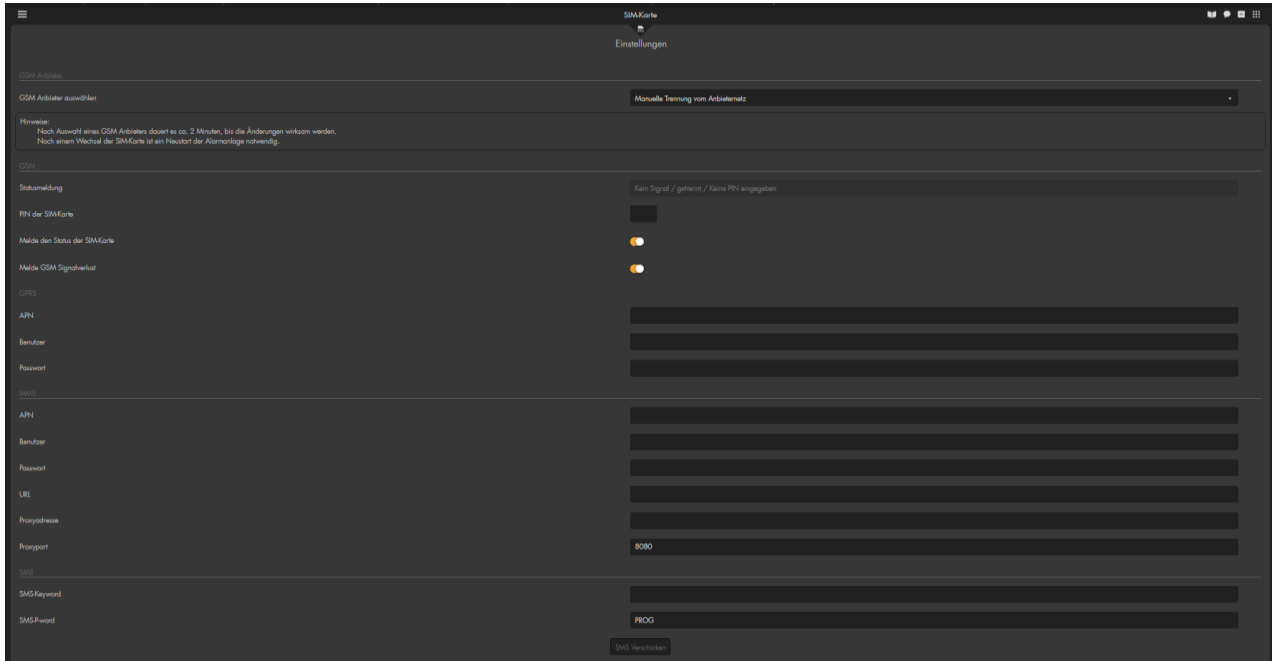 SIM-Karte
Einstellungen
GSM Anbieter
GSM Anbieter auswählen
Manuelle Trennung vom Anbieternetz
Hinweise:
Nach Auswahl eines GSM Anbieters dauert es ca. 2 Minuten, bis die Änderungen wirksam werden.
Nach einem Wechsel der SIM-Karte ist ein Neustart der Alarmanlage notwendig.
GSM
Statusmeldung
Kein Signal / getrennt / Keine PIN eingegeben
PIN der SIM-Karte
Melde den Status der SIM-Karte
Melde GSM Signalverlust
GPRS
APN
Benutzer
Passwort
MMS
APN
Benutzer
Passwort
URL
Proxyadresse
Proxyport
8080
SMS
SMS-Keyword
SMS-P-word
PROG
SMS Verschicken